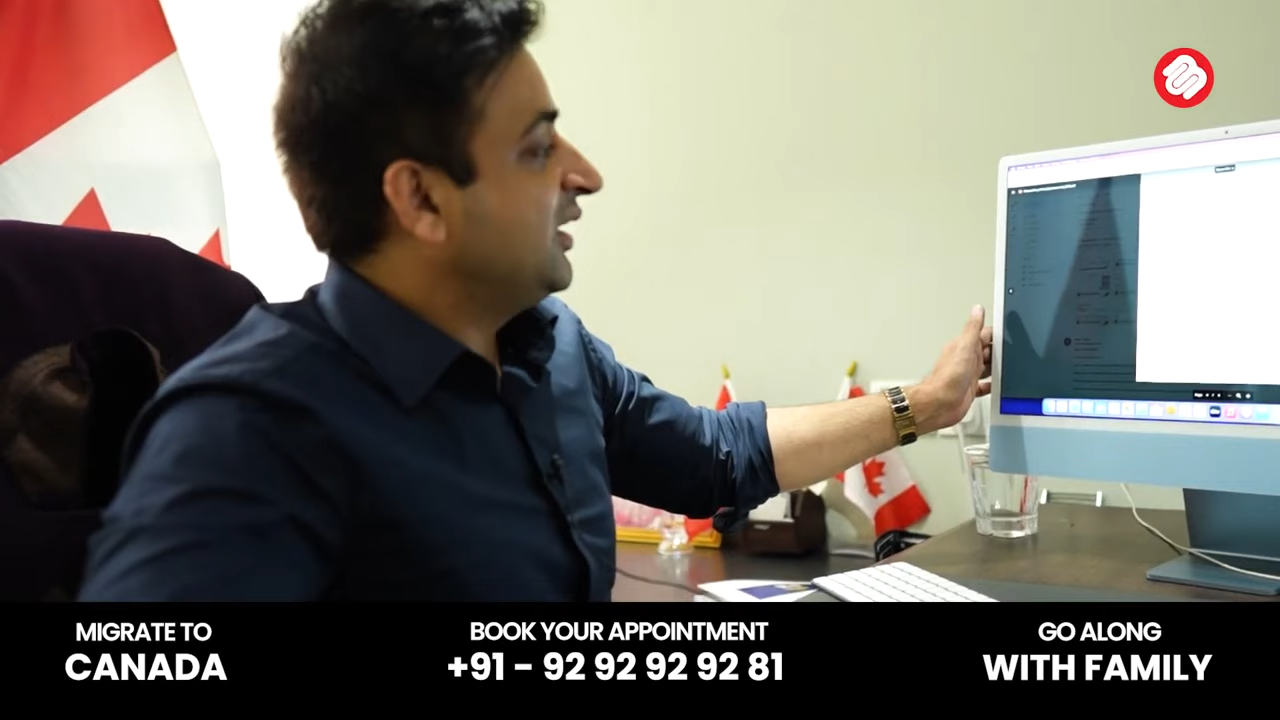 MIGRATE TO
CANADA
BOOK YOUR APPOINTMENT
+91 - 92 92 92 92 81
GO ALONG
WITH FAMILY